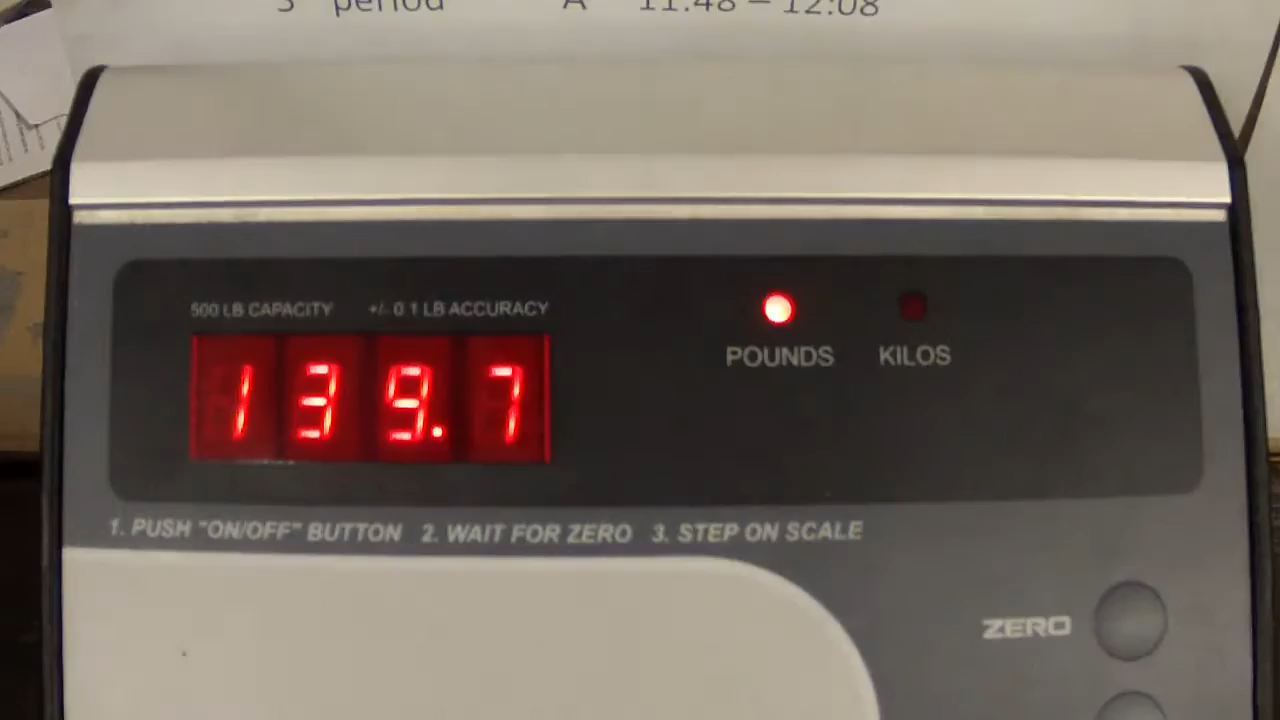 period A 11:48 – 12:08
500 LB CAPACITY +/- 0.1 LB ACCURACY
139.7
POUNDS KILOS
1. PUSH "ON/OFF" BUTTON 2. WAIT FOR ZERO 3. STEP ON SCALE
ZERO